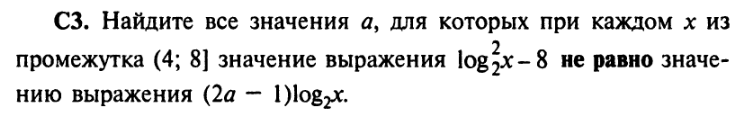 С3. Найдите все значения a, для которых при каждом x из
промежутка (4; 8] значение выражения log₂²x – 8 не равно значе-
нию выражения (2a − 1)log₂x.